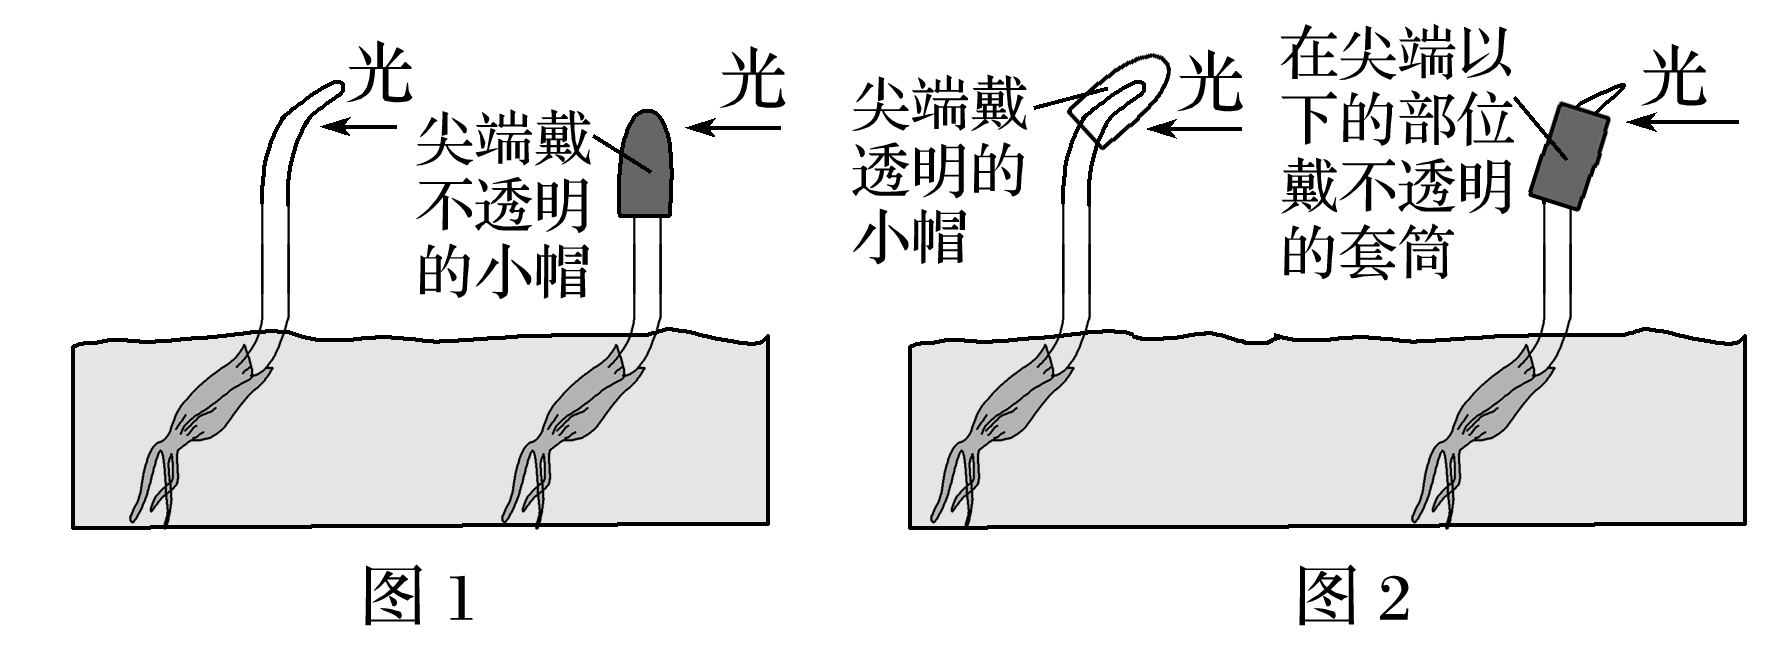 光
尖端戴
不透明
的小帽
光
尖端戴
透明的
小帽
光
在尖端以
下的部位
戴不透明
的套筒
光
图 1
图 2